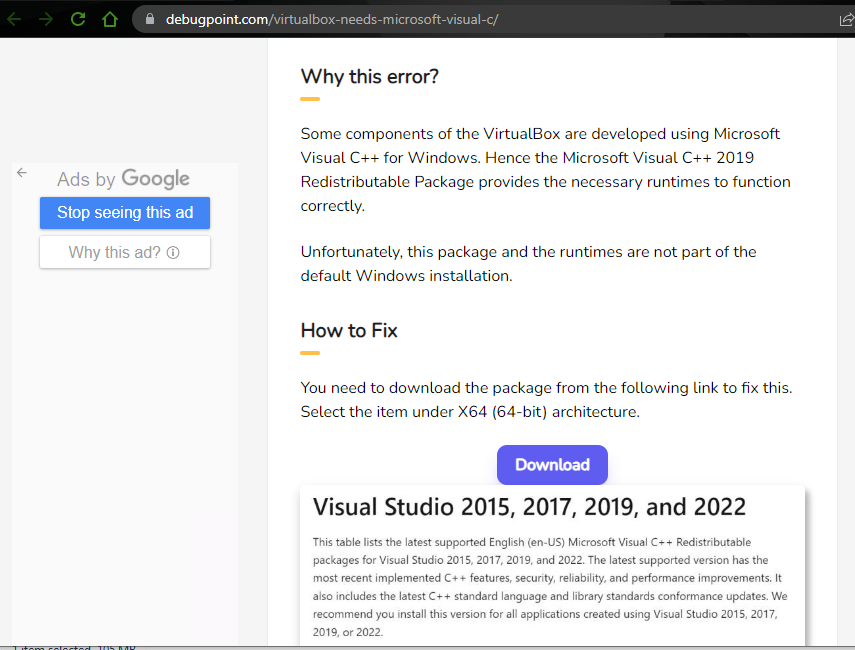 debugpoint.com/virtualbox-needs-microsoft-visual-c/
Why this error?
Some components of the VirtualBox are developed using Microsoft
Visual C++ for Windows. Hence the Microsoft Visual C++ 2019
Redistributable Package provides the necessary runtimes to function
correctly.
Unfortunately, this package and the runtimes are not part of the
default Windows installation.
How to Fix
You need to download the package from the following link to fix this.
Select the item under X64 (64-bit) architecture.
Download
Visual Studio 2015, 2017, 2019, and 2022
This table lists the latest supported English (en-US) Microsoft Visual C++ Redistributable
packages for Visual Studio 2015, 2017, 2019, and 2022. The latest supported version has the
most recent implemented C++ features, security, reliability, and performance improvements. It
also includes the latest C++ standard language and library standards conformance updates. We
recommend you install this version for all applications created using Visual Studio 2015, 2017,
2019, or 2022.
Ads by Google
Stop seeing this ad
Why this ad?
1 item selected 105 MB